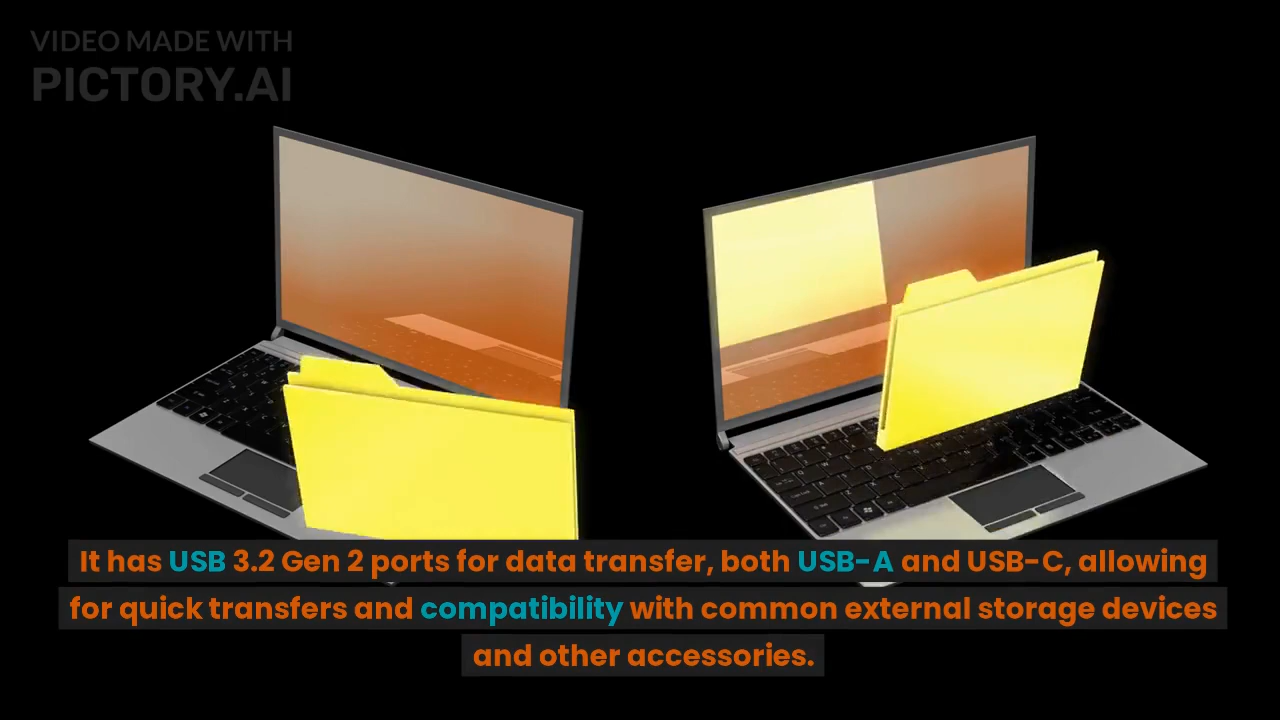 VIDEO MADE WITH
PICTORY.AI
It has USB 3.2 Gen 2 ports for data transfer, both USB-A and USB-C, allowing
for quick transfers and compatibility with common external storage devices
and other accessories.